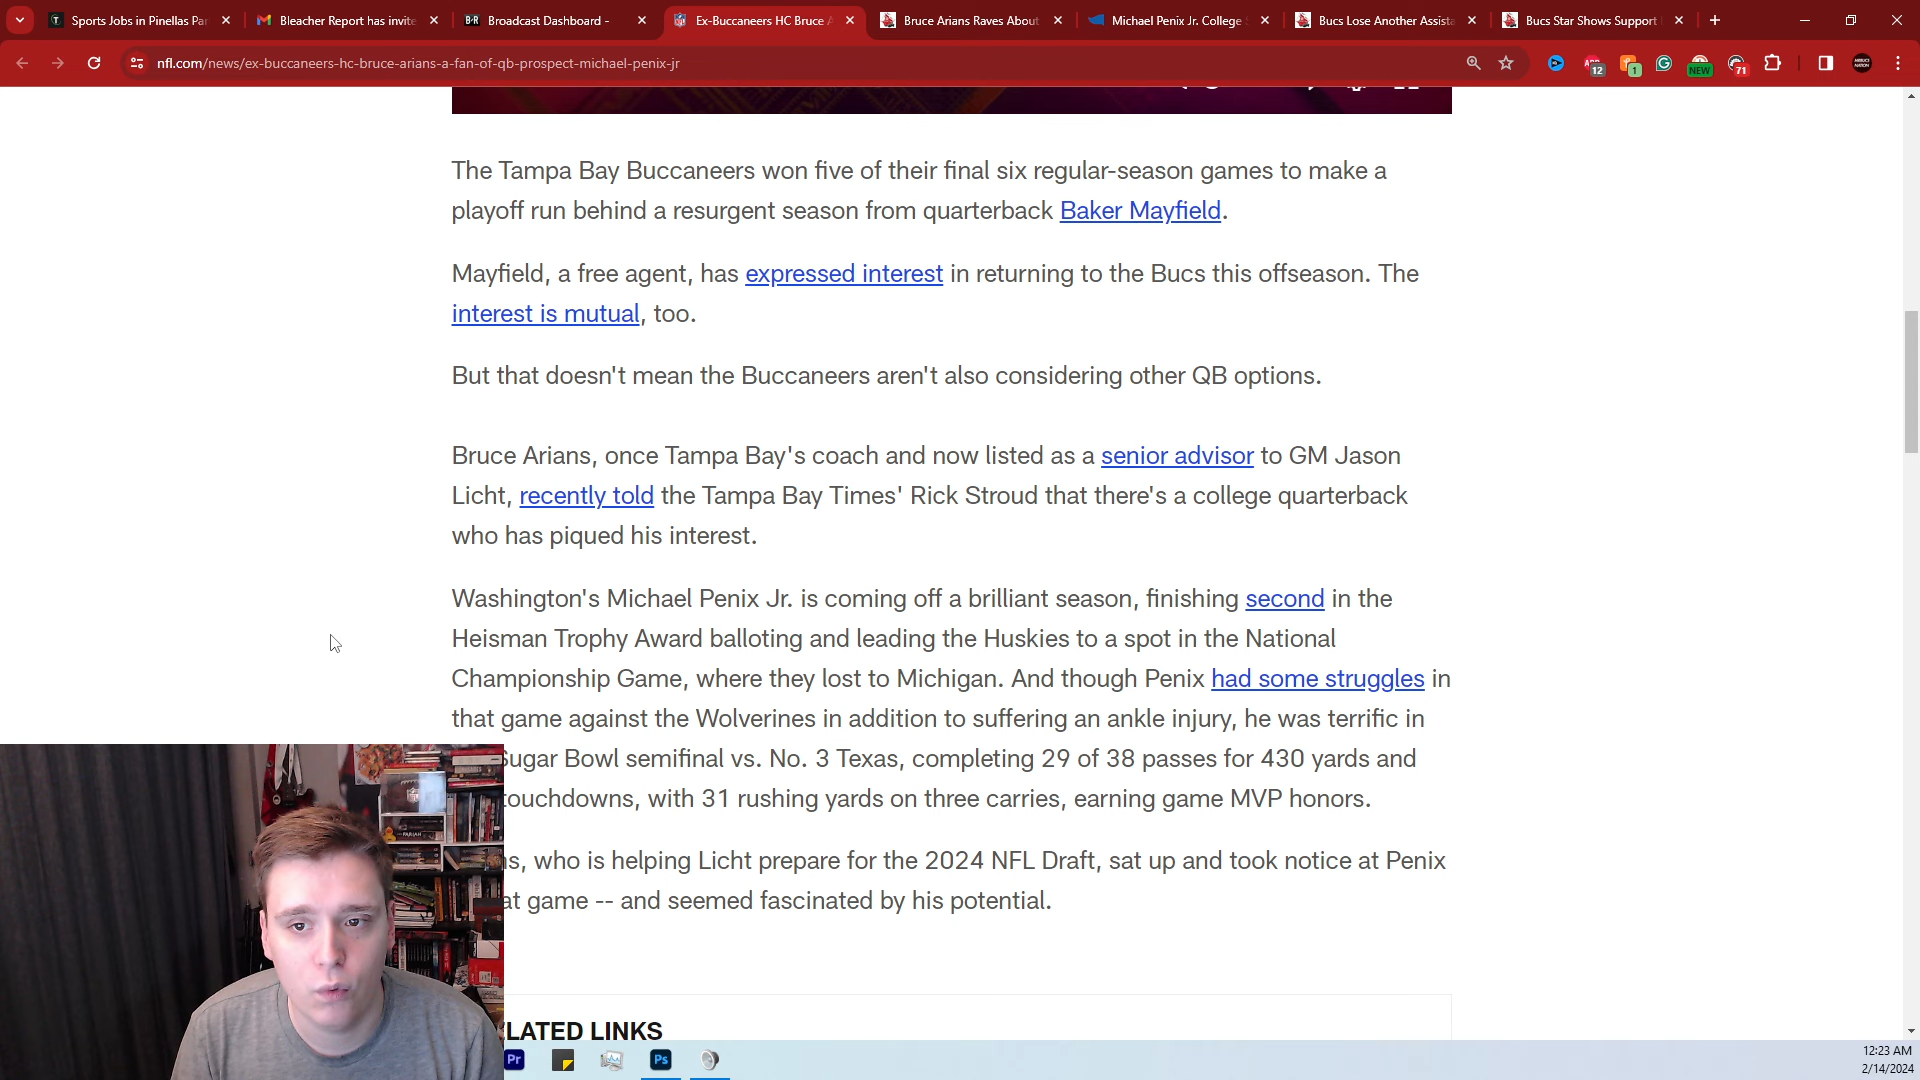 Sports Jobs in Pinellas Par
Bleacher Report has invite
B/R
Broadcast Dashboard -
Ex-Buccaneers HC Bruce A
Bruce Arians Raves About
Michael Penix Jr. College
Bucs Lose Another Assista
Bucs Star Shows Support
nfl.com/news/ex-buccaneers-hc-bruce-arians-a-fan-of-qb-prospect-michael-penix-jr
12
1
NEW
71
The Tampa Bay Buccaneers won five of their final six regular-season games to make a
playoff run behind a resurgent season from quarterback Baker Mayfield.
Mayfield, a free agent, has expressed interest in returning to the Bucs this offseason. The
interest is mutual, too.
But that doesn't mean the Buccaneers aren't also considering other QB options.
Bruce Arians, once Tampa Bay's coach and now listed as a senior advisor to GM Jason
Licht, recently told the Tampa Bay Times' Rick Stroud that there's a college quarterback
who has piqued his interest.
Washington's Michael Penix Jr. is coming off a brilliant season, finishing second in the
Heisman Trophy Award balloting and leading the Huskies to a spot in the National
Championship Game, where they lost to Michigan. And though Penix had some struggles in
that game against the Wolverines in addition to suffering an ankle injury, he was terrific in
Sugar Bowl semifinal vs. No. 3 Texas, completing 29 of 38 passes for 430 yards and
touchdowns, with 31 rushing yards on three carries, earning game MVP honors.
s, who is helping Licht prepare for the 2024 NFL Draft, sat up and took notice at Penix
at game -- and seemed fascinated by his potential.
LATED LINKS
Pr
Ps
12:23 AM
2/14/2024